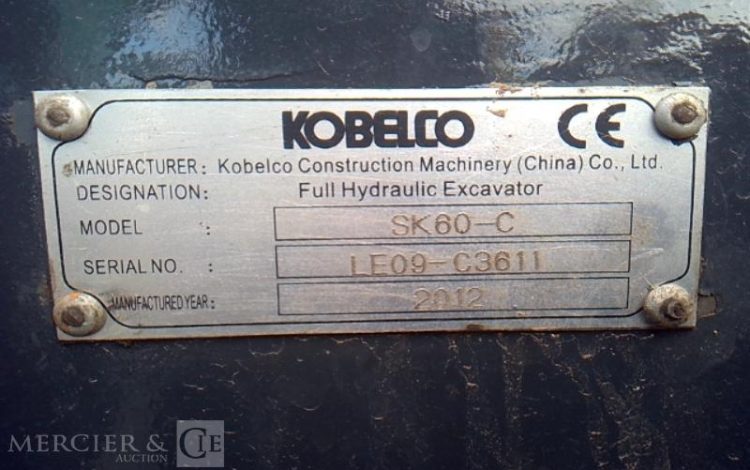 KOBELCO CE
MANUFACTURER: Kobelco Construction Machinery (China) Co., Ltd.
DESIGNATION: Full Hydraulic Excavator
MODEL : SK60-C
SERIAL NO. : LE09-C3611
MANUFACTURED YEAR: 2012
MERCIER & CIE
AUCTION